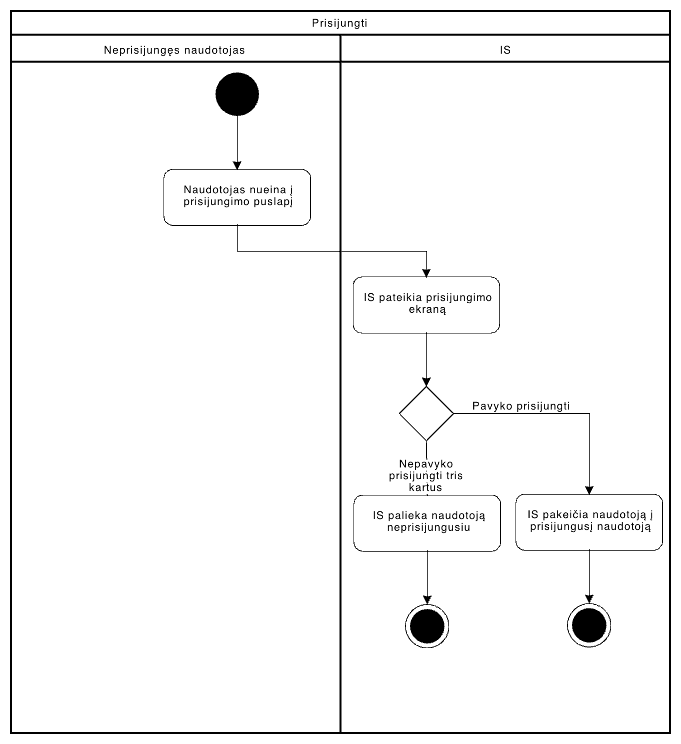 Prisijungti
Neprisijungęs naudotojas
IS
Naudotojas nueina į
prisijungimo puslapį
IS pateikia prisijungimo
ekraną
Pavyko prisijungti
Nepavyko
prisijungti tris
kartus
IS palieka naudotoją
neprisijungusiu
IS pakeičia naudotoją į
prisijungusį naudotoją